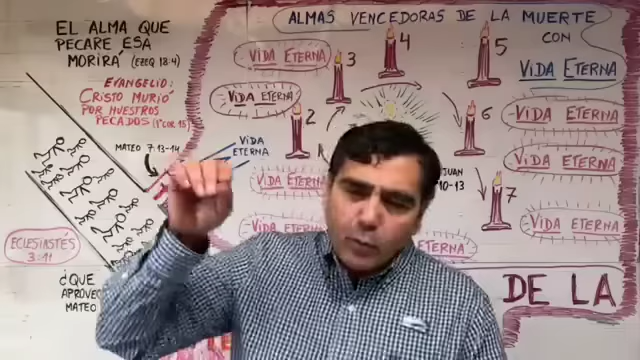 EL ALMA QUE
PECARE ESA
MORIRA' (EZEQ 18:4)
EVANGELIO:
CRISTO MURIÓ
POR NUESTROS
PECADOS (1ªCOR.15)
MATEO 7:13-14
ECLESIASTÉS
3:11
¿QUE
APROVEC
MATEO
ALMAS VENCEDORAS DE LA MUERTE
CON
VIDA ETERNA
VIDA ETERNA
VIDA ETERNA
VIDA
ETERNA
VIDA ETERNA
VIDA ETERN
2
3
4
5
6
7
JUAN
10-13
VIDA ETERNA
VIDA ETERNA
VIDA ETERNA
ETERNA
DE LA